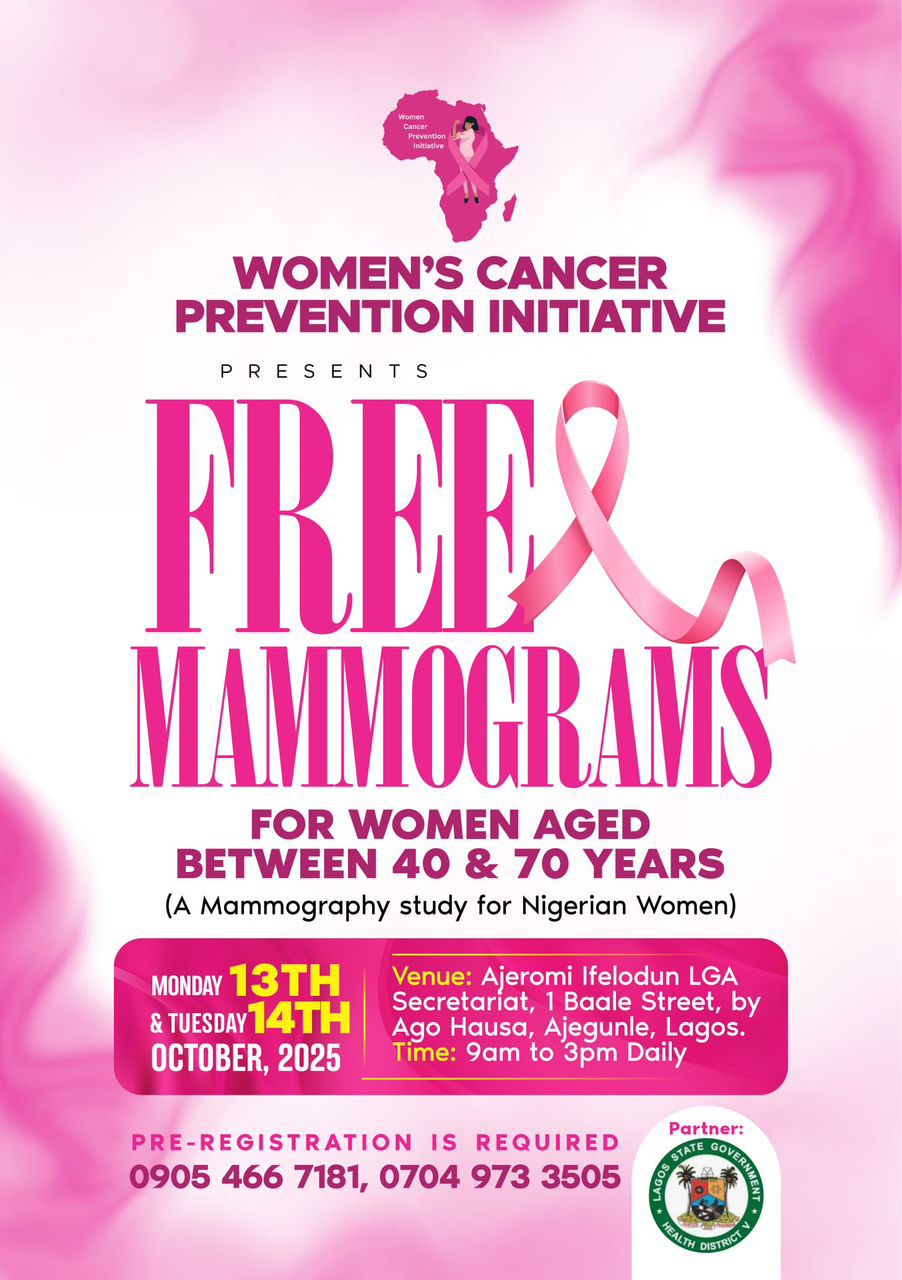 Women
Cancer
Prevention
Initiative
WOMEN'S CANCER
PREVENTION INITIATIVE
PRESENTS
FREE
MAMMOGRAMS
FOR WOMEN AGED
BETWEEN 40 & 70 YEARS
(A Mammography study for Nigerian Women)
MONDAY 13TH
& TUESDAY 14TH
OCTOBER, 2025
Venue: Ajeromi Ifelodun LGA
Secretariat, 1 Baale Street, by
Ago Hausa, Ajegunle, Lagos.
Time: 9am to 3pm Daily
PRE-REGISTRATION IS REQUIRED
0905 466 7181, 0704 973 3505
Partner:
LAGOS STATE GOVERNMENT
HEALTH DISTRICT V